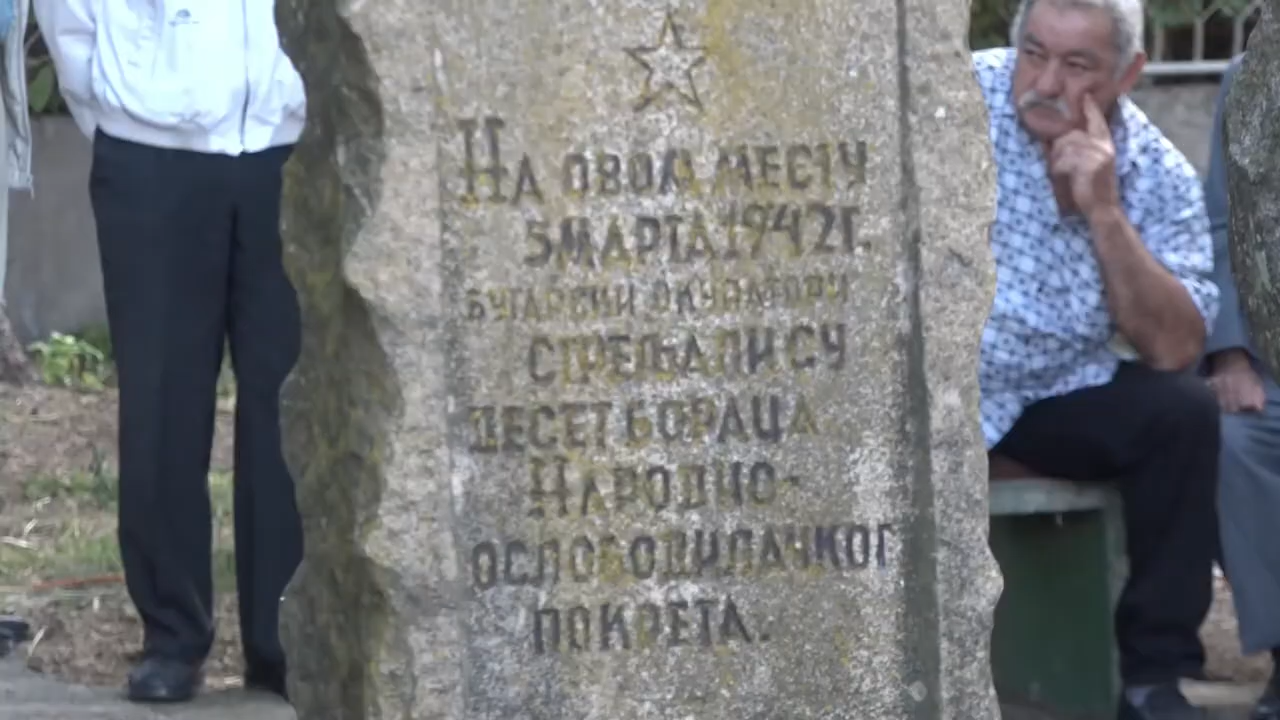 На овом месту
5 марта 1942 г.
бугарски окупатори
стрељали су
десет бораца
Народно-
ослободилачког
покрета.